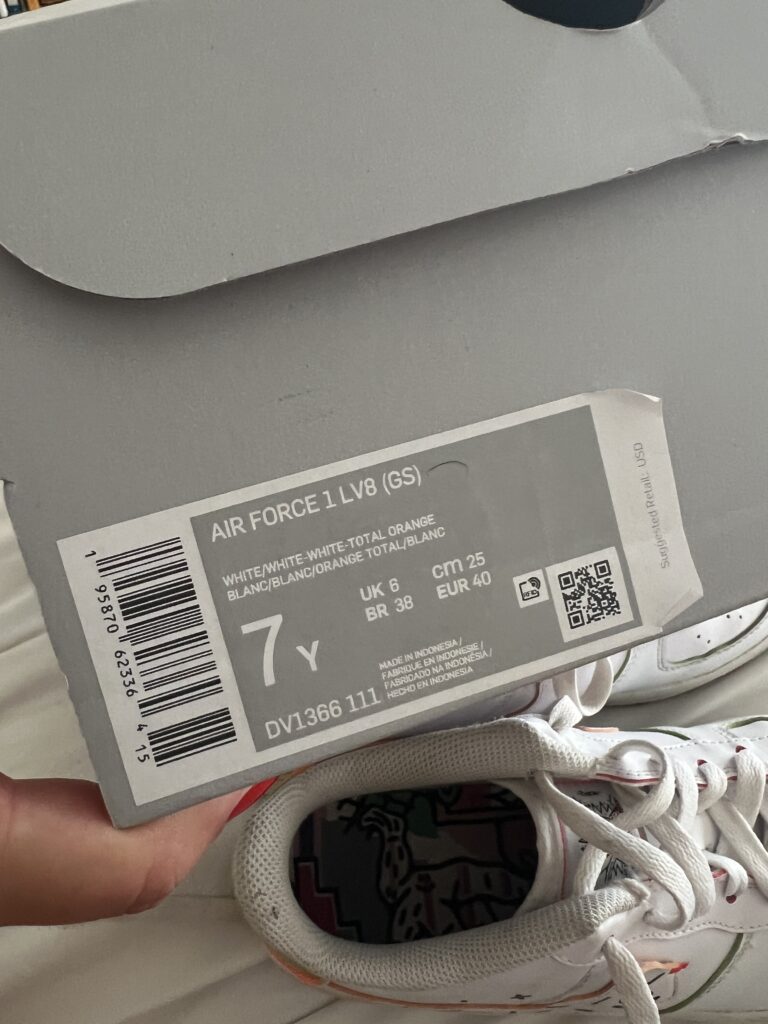 AIR FORCE 1 LV8 (GS)
WHITE/WHITE-WHITE-TOTAL ORANGE
BLANC/BLANC/ORANGE TOTAL/BLANC
7 Y
UK 6
BR 38
cm 25
EUR 40
RFID
MADE IN INDONESIA /
FABRIQUE EN INDONESIE /
FABRICADO NA INDONÉSIA /
HECHO EN INDONESIA
DV1366 111
1 95870 62336 415
Suggested Retail: USD